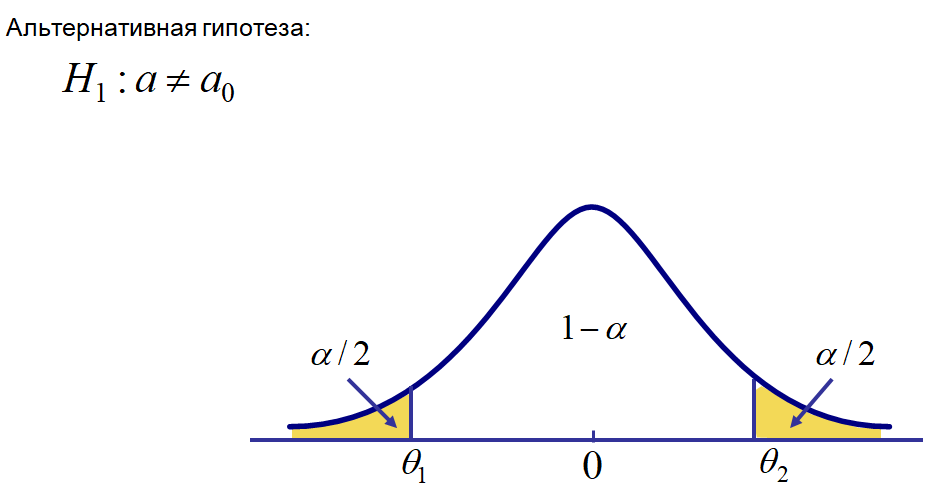 Альтернативная гипотеза:
H₁ : a ≠ a₀
1 − α
α / 2
α / 2
θ₁
0
θ₂